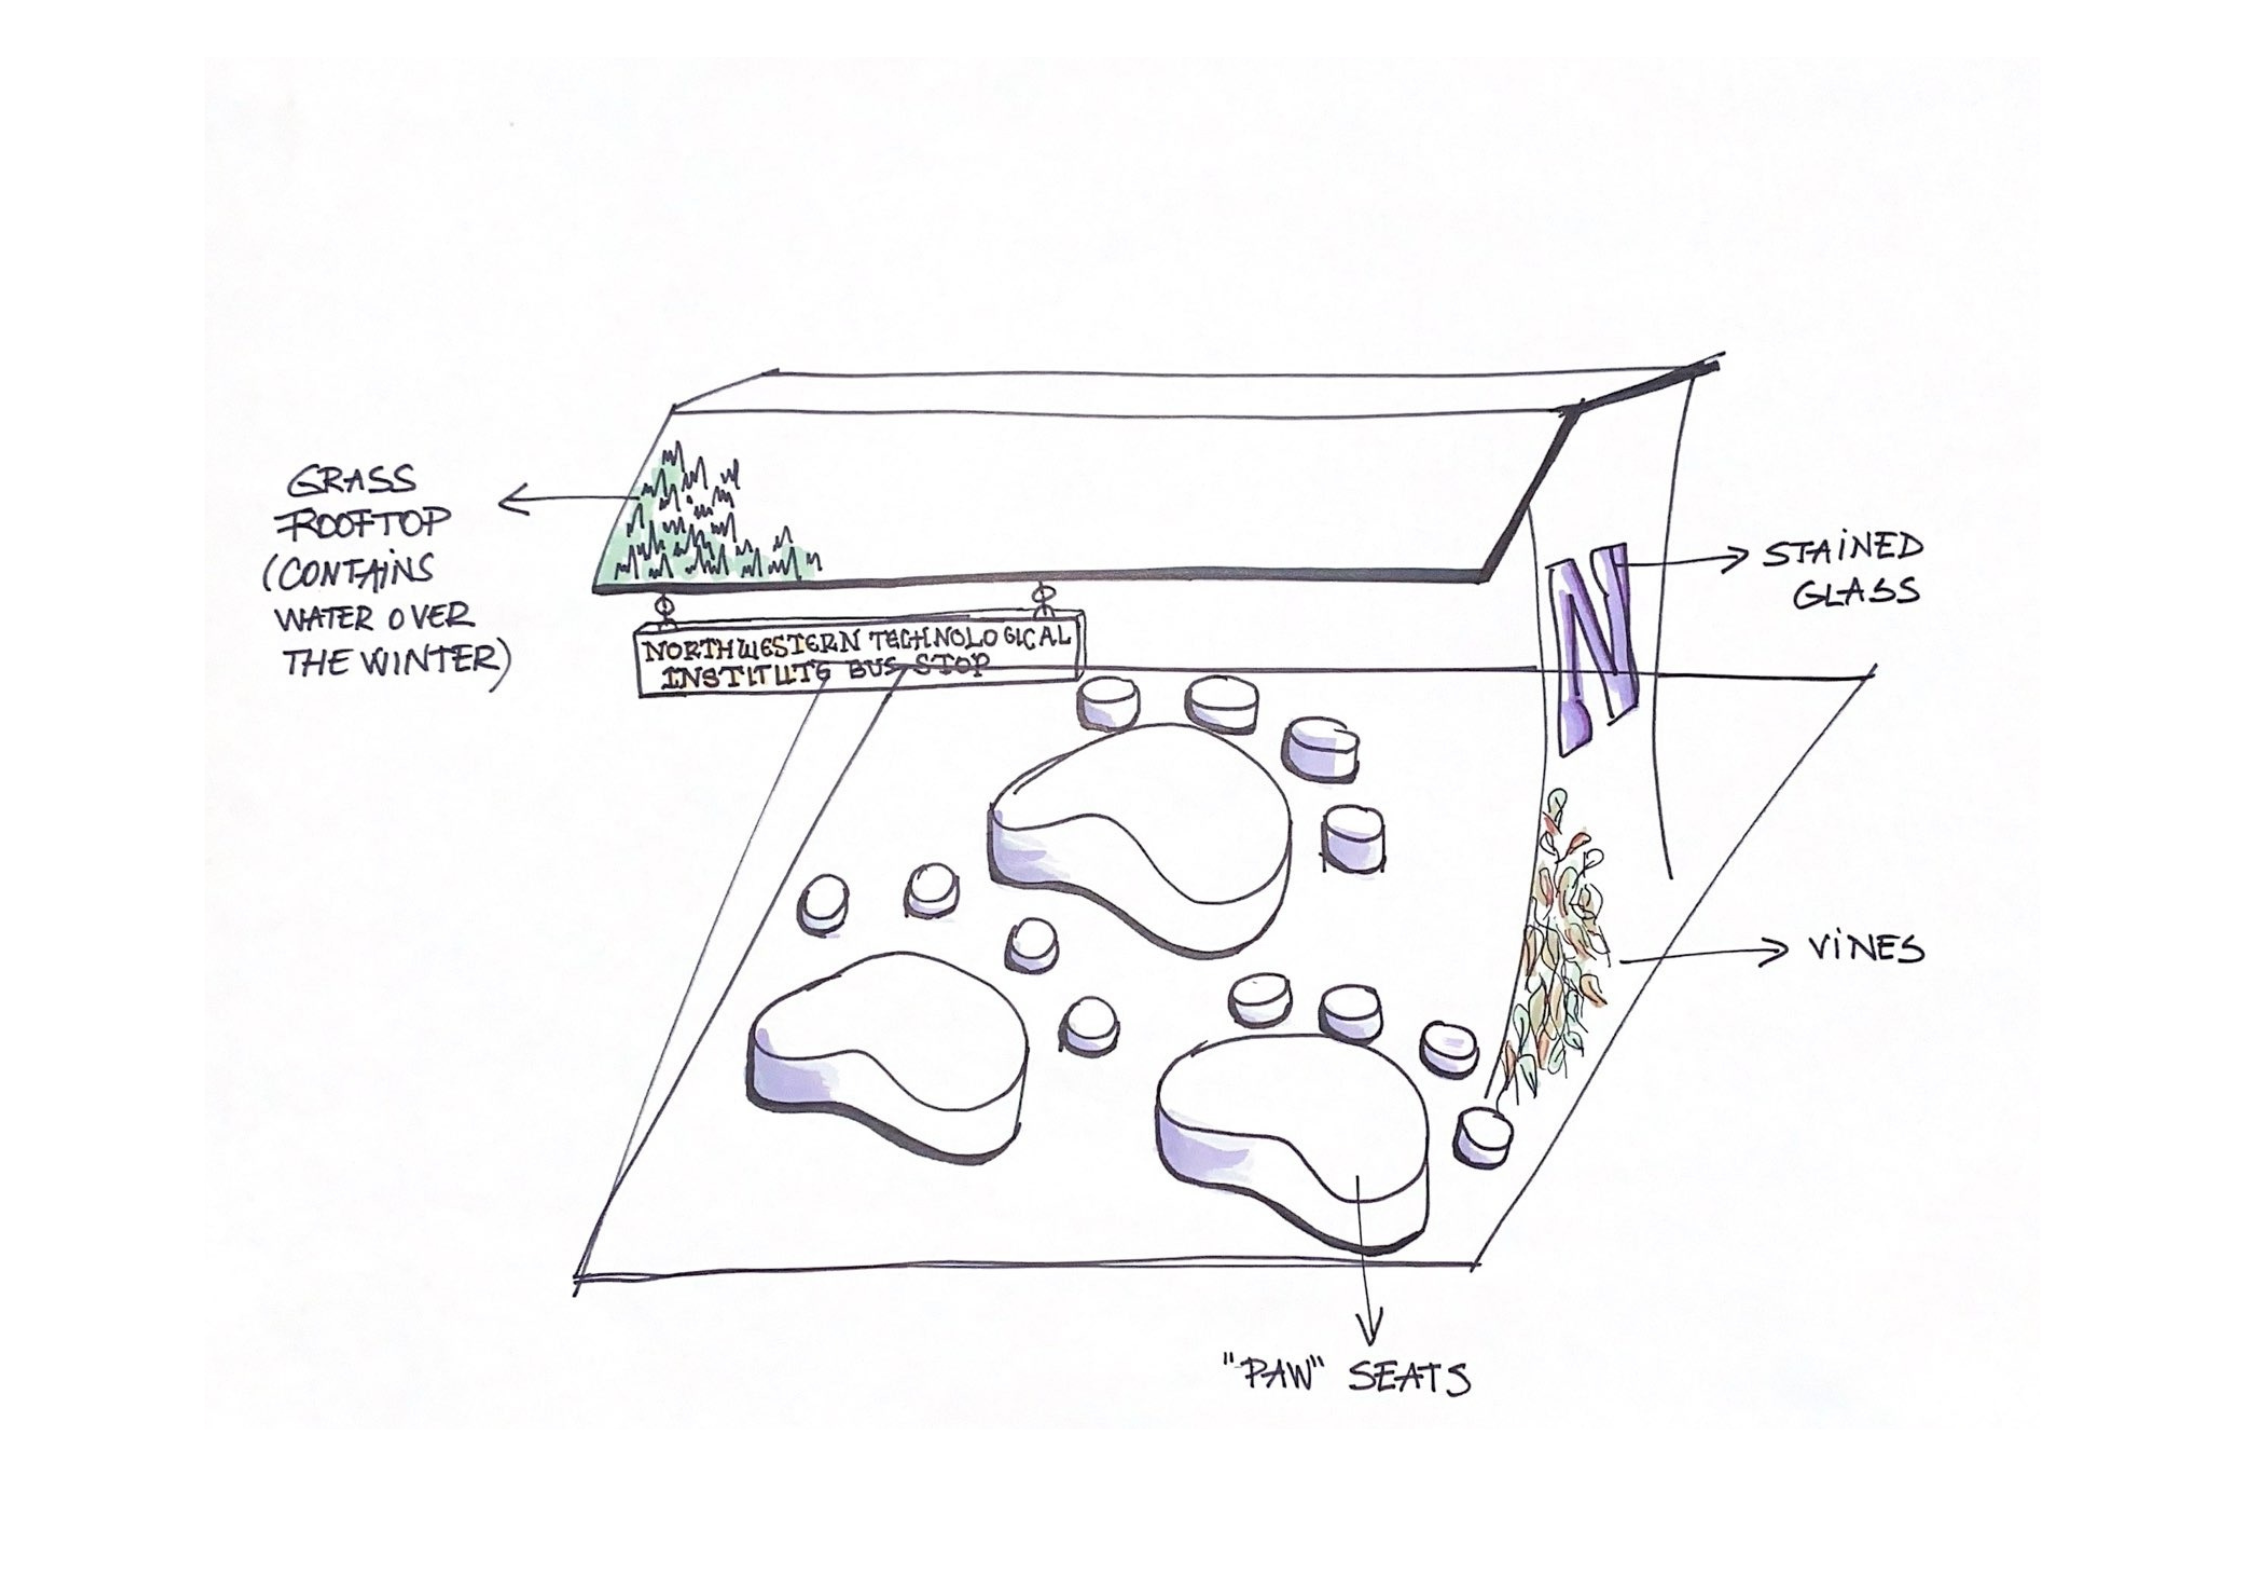 GRASS
ROOFTOP
(CONTAINS
WATER OVER
THE WINTER)
NORTHWESTERN TECHNOLOGICAL
INSTITUTE BUS STOP
N
STAINED
GLASS
VINES
"PAW" SEATS